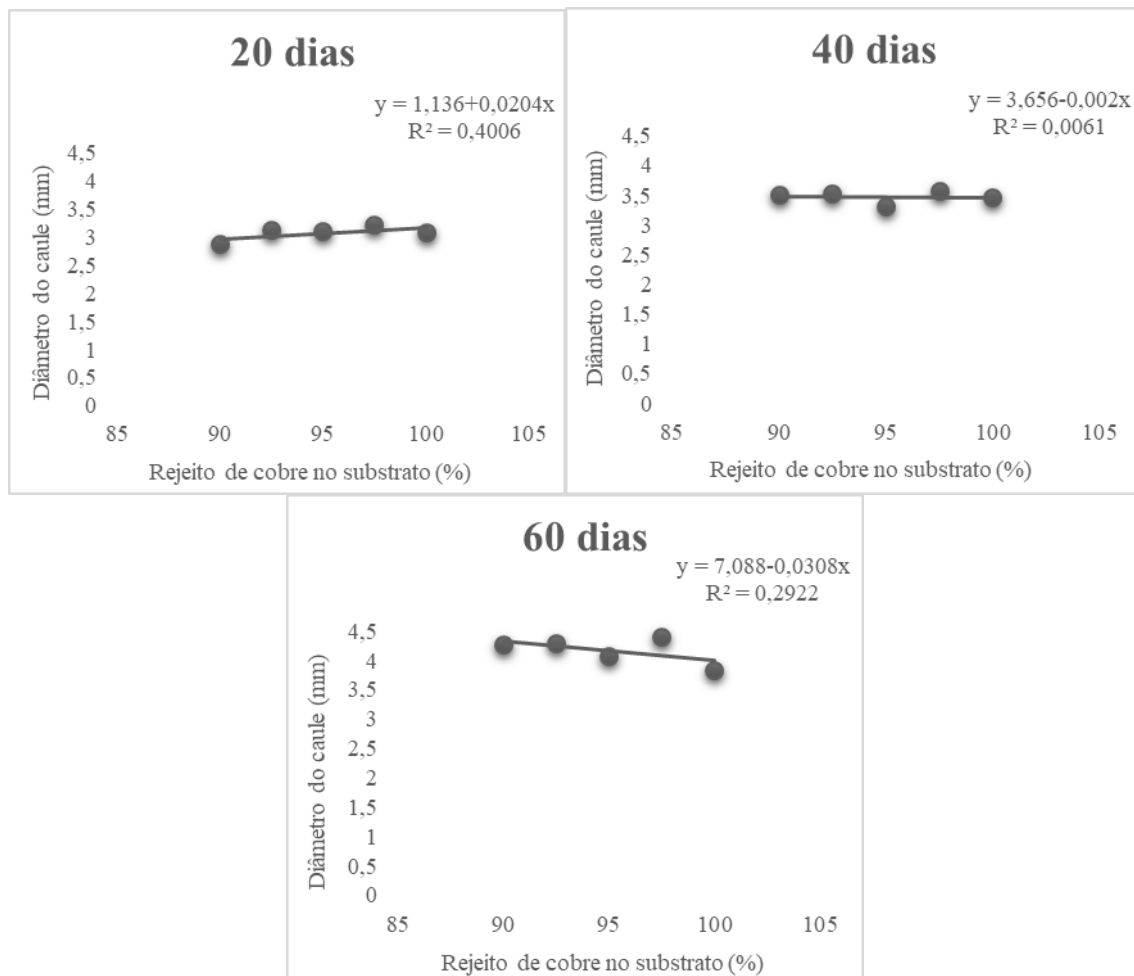 20 dias
y = 1,136+0,0204x
R² = 0,4006
4,5
4
3,5
3
2,5
2
1,5
1
0,5
0
Diâmetro do caule (mm)
85 90 95 100 105
Rejeito de cobre no substrato (%)
40 dias
y = 3,656-0,002x
R² = 0,0061
4,5
4
3,5
3
2,5
2
1,5
1
0,5
0
Diâmetro do caule (mm)
85 90 95 100 105
Rejeito de cobre no substrato (%)
60 dias
y = 7,088-0,0308x
R² = 0,2922
4,5
4
3,5
3
2,5
2
1,5
1
0,5
0
Diâmetro do caule (mm)
85 90 95 100 105
Rejeito de cobre no substrato (%)